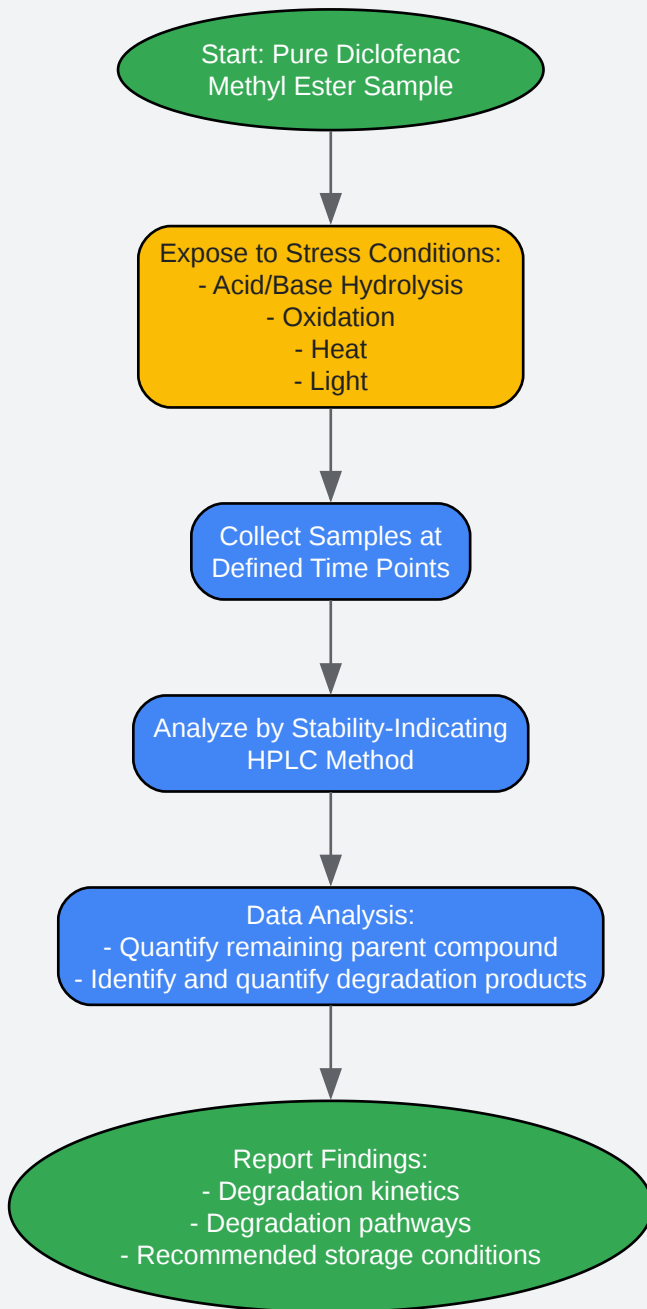 Start: Pure Diclofenac
Methyl Ester Sample
Expose to Stress Conditions:
- Acid/Base Hydrolysis
- Oxidation
- Heat
- Light
Collect Samples at
Defined Time Points
Analyze by Stability-Indicating
HPLC Method
Data Analysis:
- Quantify remaining parent compound
- Identify and quantify degradation products
Report Findings:
- Degradation kinetics
- Degradation pathways
- Recommended storage conditions